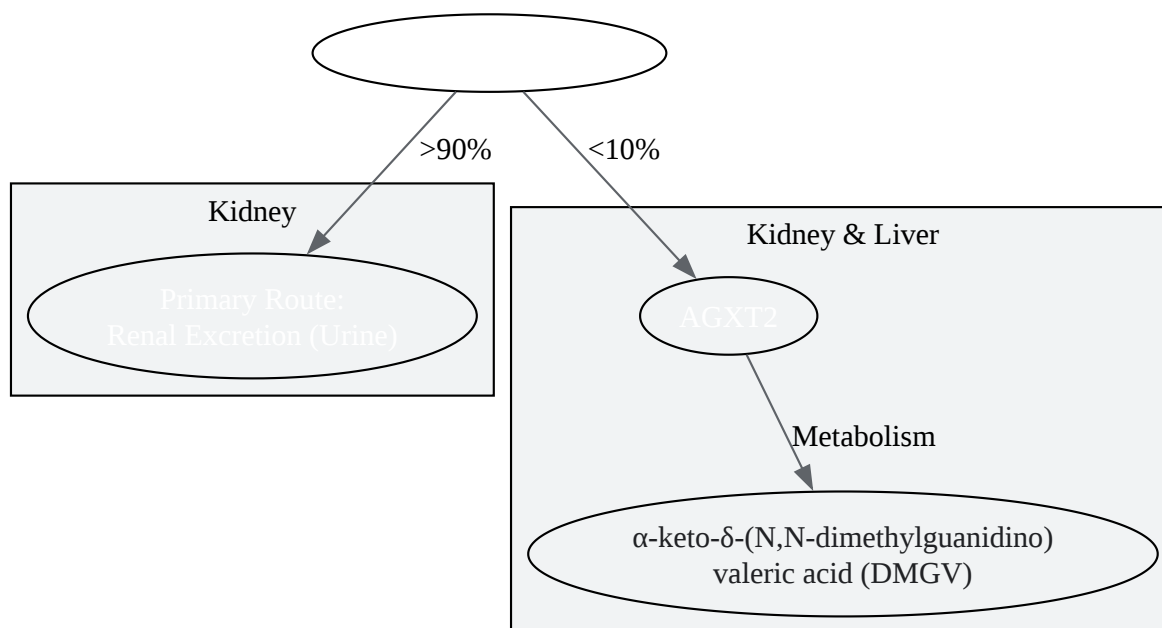 >90%
<10%
Kidney
Kidney & Liver
Primary Route:
Renal Excretion (Urine)
AGXT2
Metabolism
α-keto-δ-(N,N-dimethylguanidino)
valeric acid (DMGV)